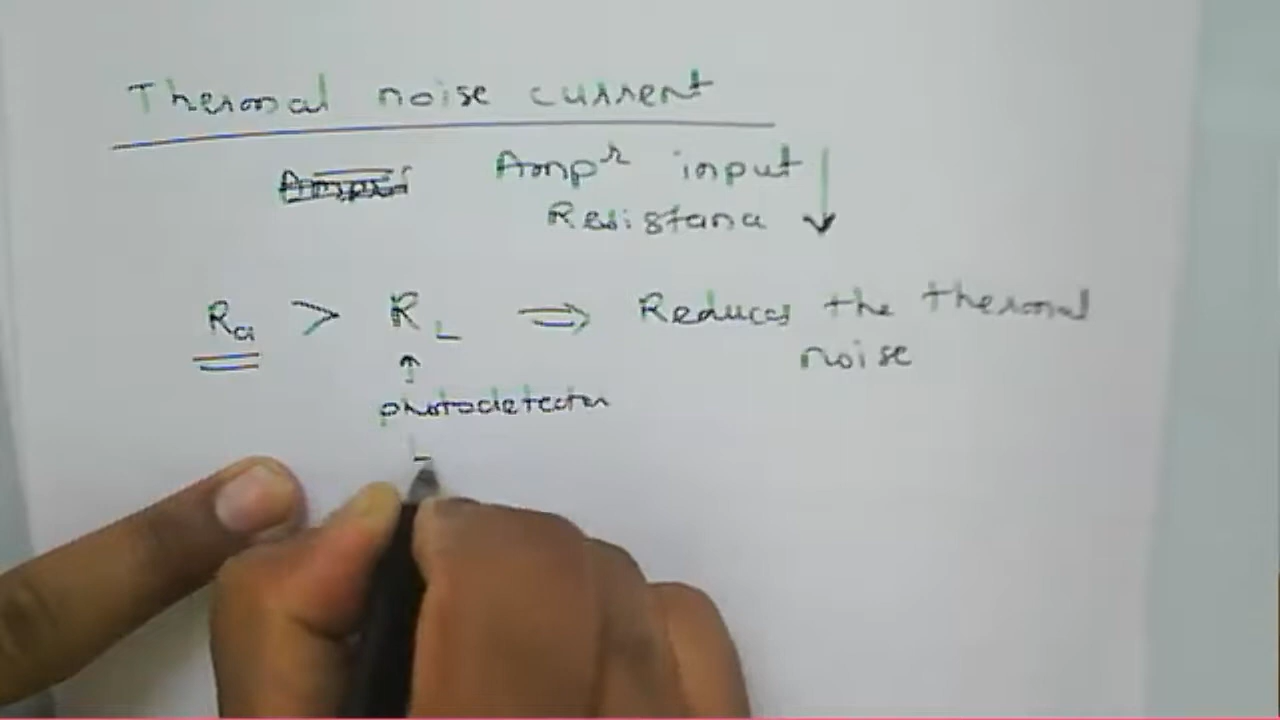 Thermal noise current
Ampr input ↓
Resistance
Ra > RL ⇒ Reduces the thermal
noise
↑
photodetector